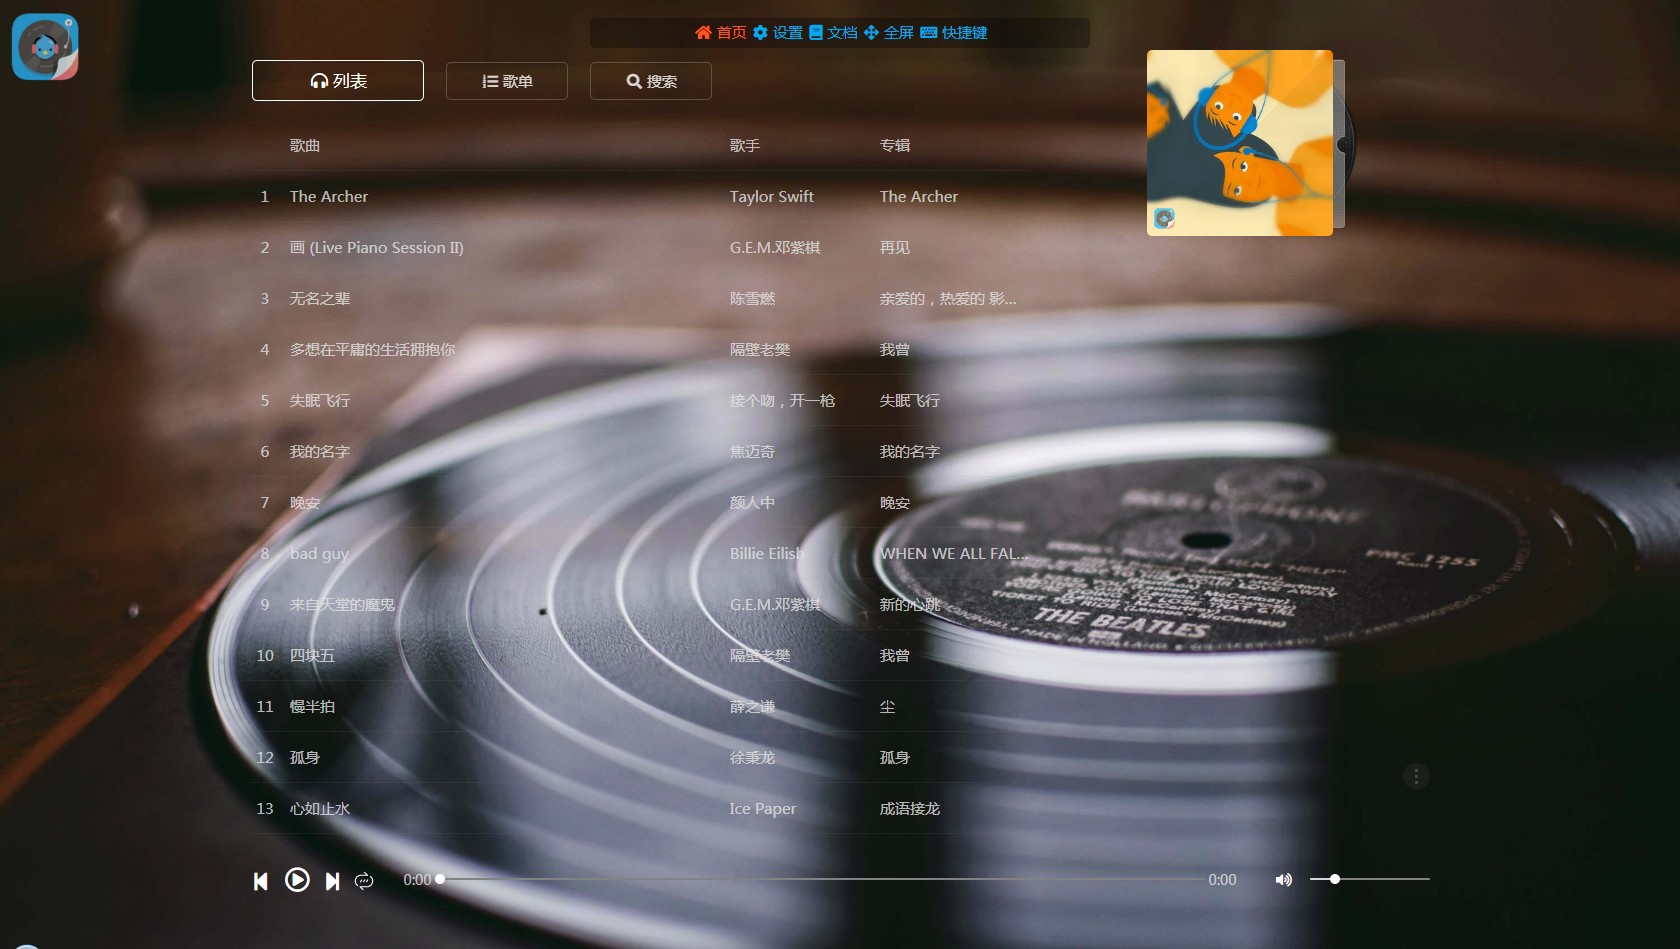 首页 设置 文档 全屏 快捷键
列表 歌单 搜索
歌曲 歌手 专辑
1 The Archer Taylor Swift The Archer
2 画 (Live Piano Session II) G.E.M.邓紫棋 再见
3 无名之辈 陈雪燃 亲爱的，热爱的 影...
4 多想在平庸的生活拥抱你 隔壁老樊 我曾
5 失眠飞行 接个吻，开一枪 失眠飞行
6 我的名字 焦迈奇 我的名字
7 晚安 颜人中 晚安
8 bad guy Billie Eilish WHEN WE ALL FAL...
9 来自天堂的魔鬼 G.E.M.邓紫棋 新的心跳
10 四块五 隔壁老樊 我曾
11 慢半拍 薛之谦 尘
12 孤身 徐秉龙 孤身
13 心如止水 Ice Paper 成语接龙
PARLOPHONE
PMC 1255
TICKET TO RIDE
THE BEATLES
0:00 0:00